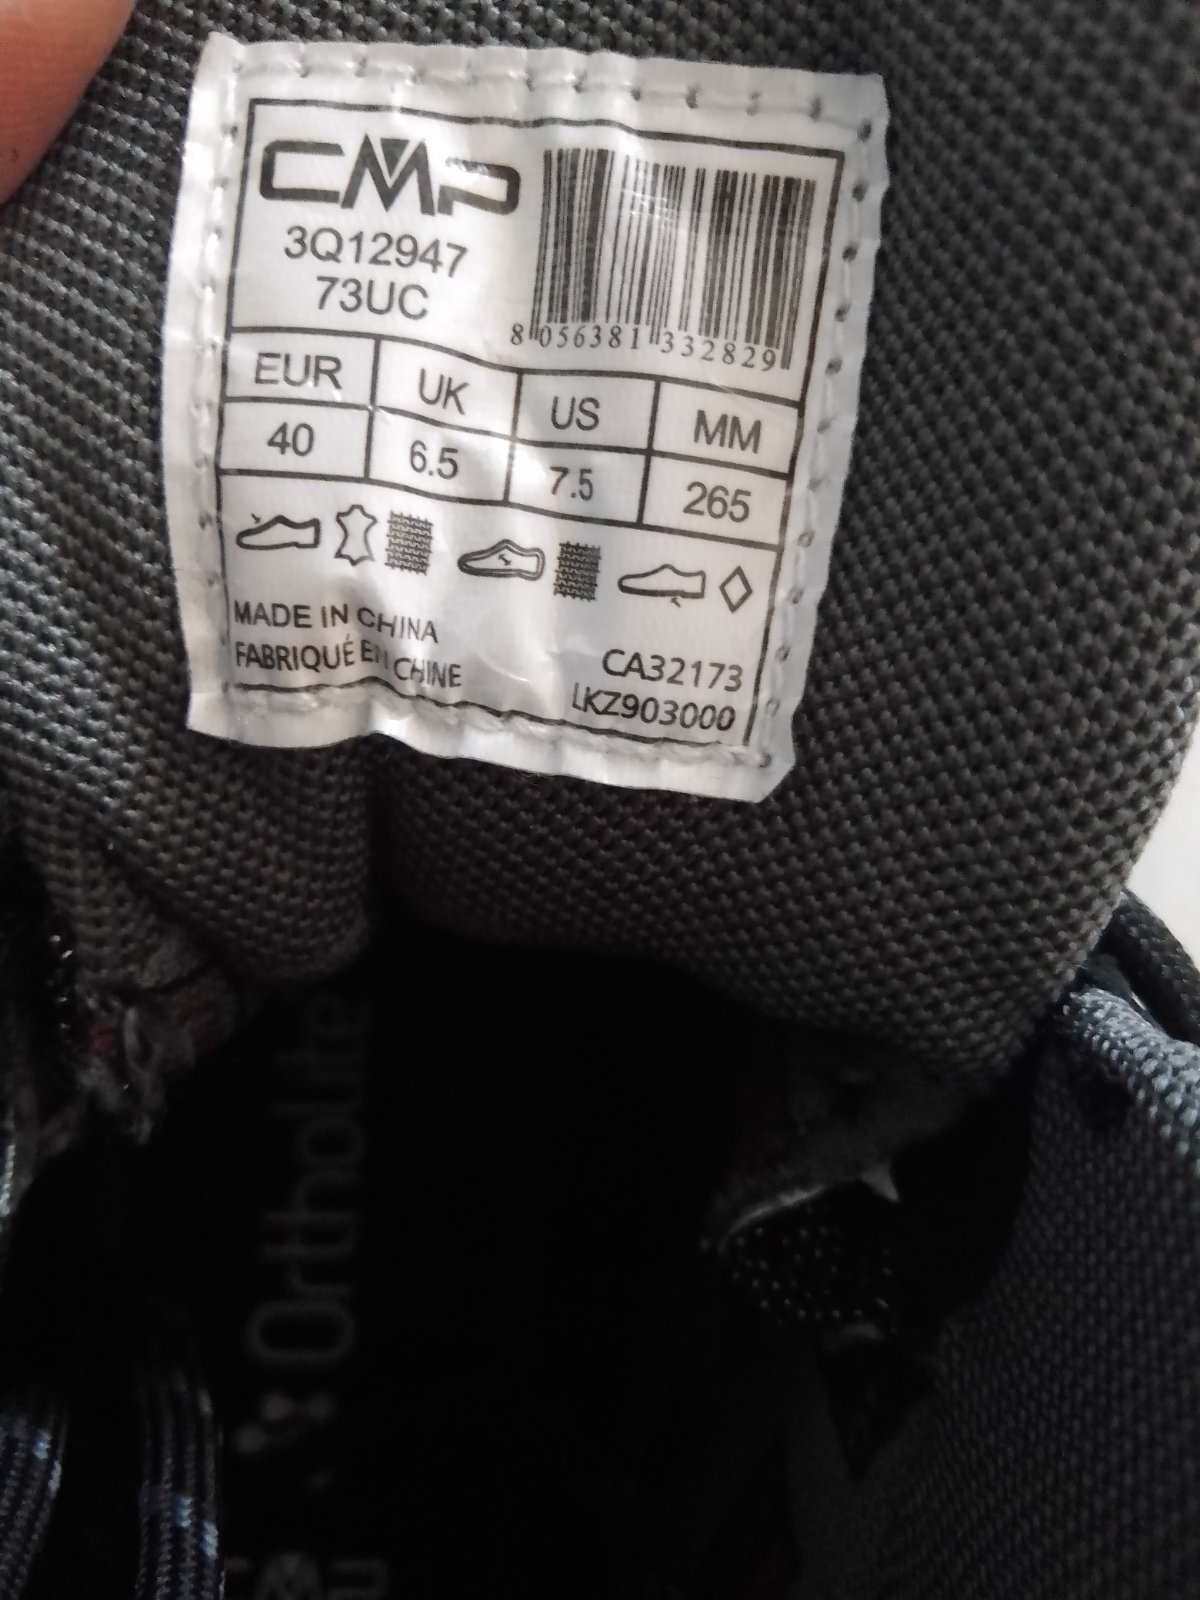 CMP
3Q12947
73UC
8 056381 332829
EUR UK US MM
40 6.5 7.5 265
MADE IN CHINA
FABRIQUÉ EN CHINE
CA32173
LKZ903000
Ortholite